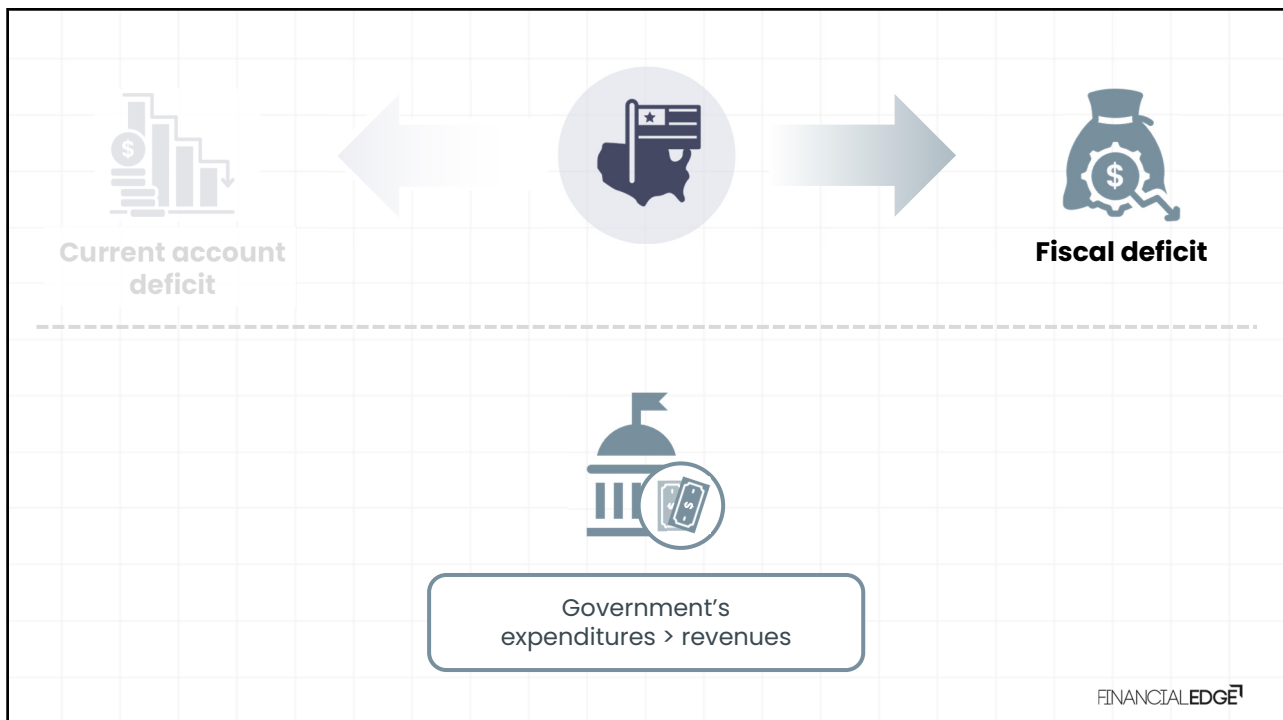 Current account
deficit
Fiscal deficit
Government’s
expenditures > revenues
FINANCIALEDGE